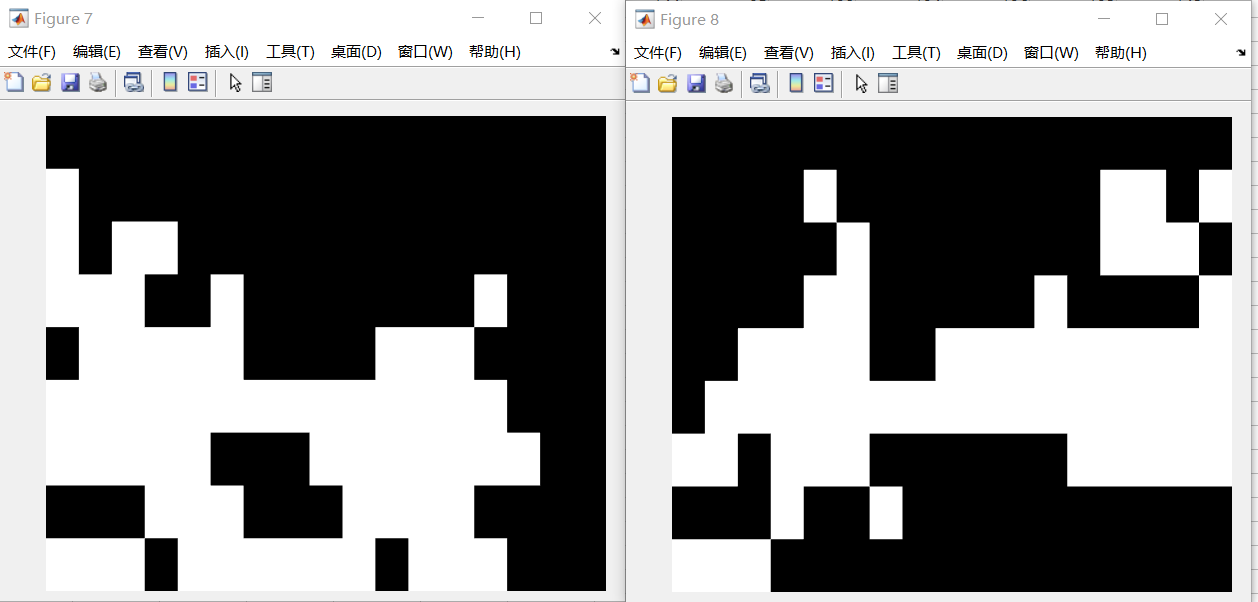 Figure 7
文件(F) 编辑(E) 查看(V) 插入(I) 工具(T) 桌面(D) 窗口(W) 帮助(H)
Figure 8
文件(F) 编辑(E) 查看(V) 插入(I) 工具(T) 桌面(D) 窗口(W) 帮助(H)